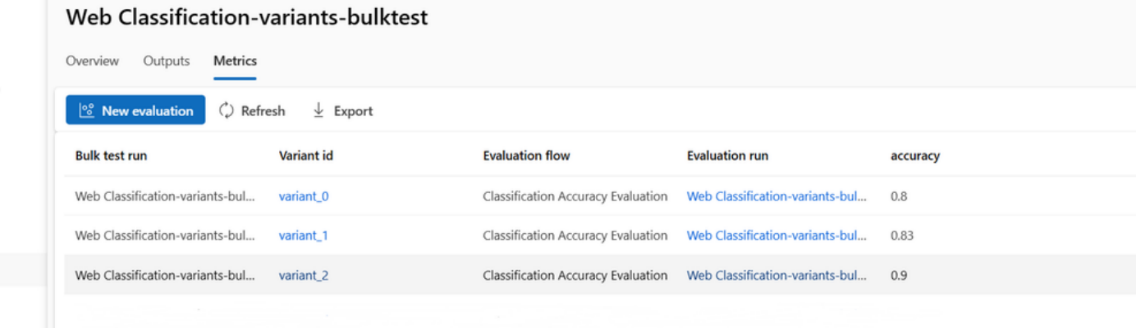 Web Classification-variants-bulktest
Overview Outputs Metrics
New evaluation Refresh Export
Bulk test run Variant id Evaluation flow Evaluation run accuracy
Web Classification-variants-bul... variant_0 Classification Accuracy Evaluation Web Classification-variants-bul... 0.8
Web Classification-variants-bul... variant_1 Classification Accuracy Evaluation Web Classification-variants-bul... 0.83
Web Classification-variants-bul... variant_2 Classification Accuracy Evaluation Web Classification-variants-bul... 0.9